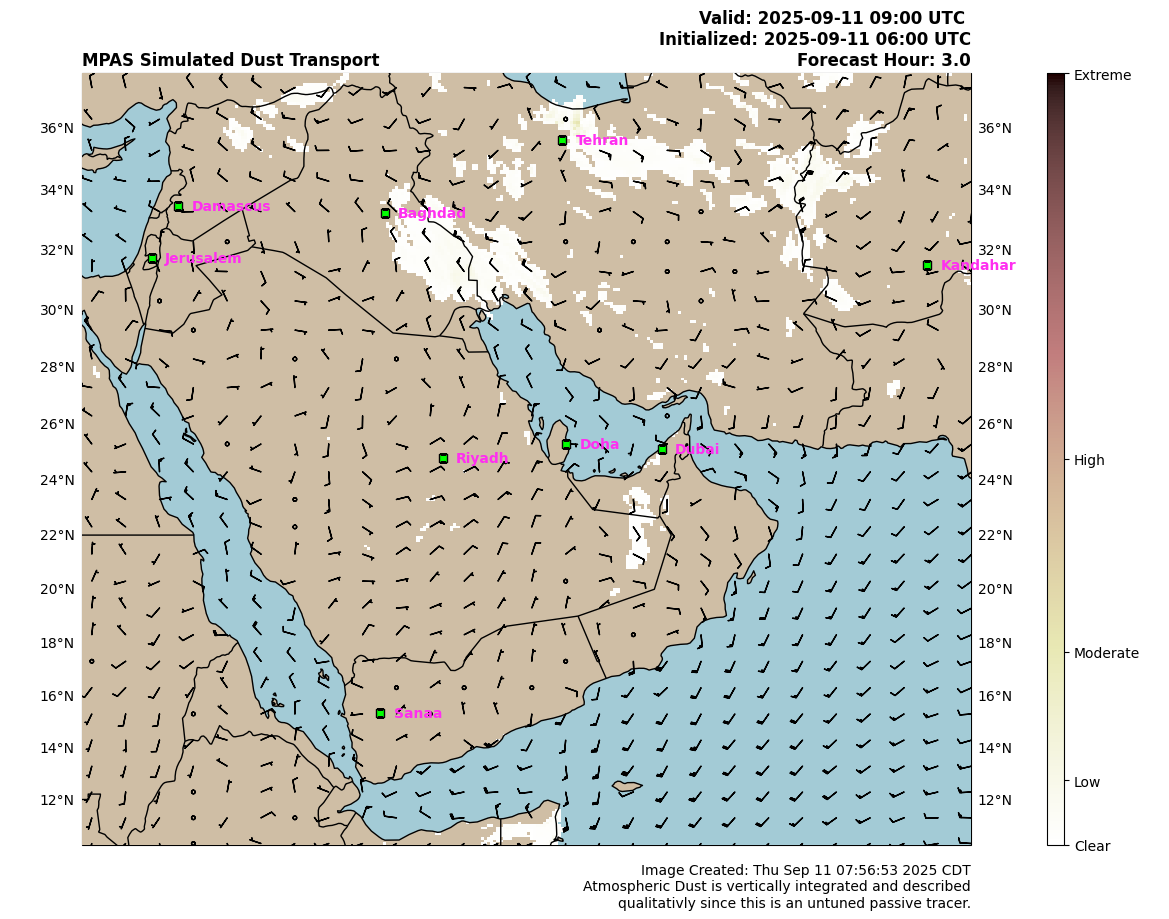 Valid: 2025-09-11 09:00 UTC
Initialized: 2025-09-11 06:00 UTC
MPAS Simulated Dust Transport Forecast Hour: 3.0
Extreme
36°N Tehran 36°N
34°N Damascus Baghdad 34°N
32°N Jerusalem Kandahar 32°N
30°N 30°N
28°N 28°N
26°N Doha Dubai 26°N
High
24°N Riyadh 24°N
22°N 22°N
20°N 20°N
18°N 18°N
Moderate
16°N Sanaa 16°N
14°N 14°N
Low
12°N 12°N
Clear
Image Created: Thu Sep 11 07:56:53 2025 CDT
Atmospheric Dust is vertically integrated and described
qualitativly since this is an untuned passive tracer.